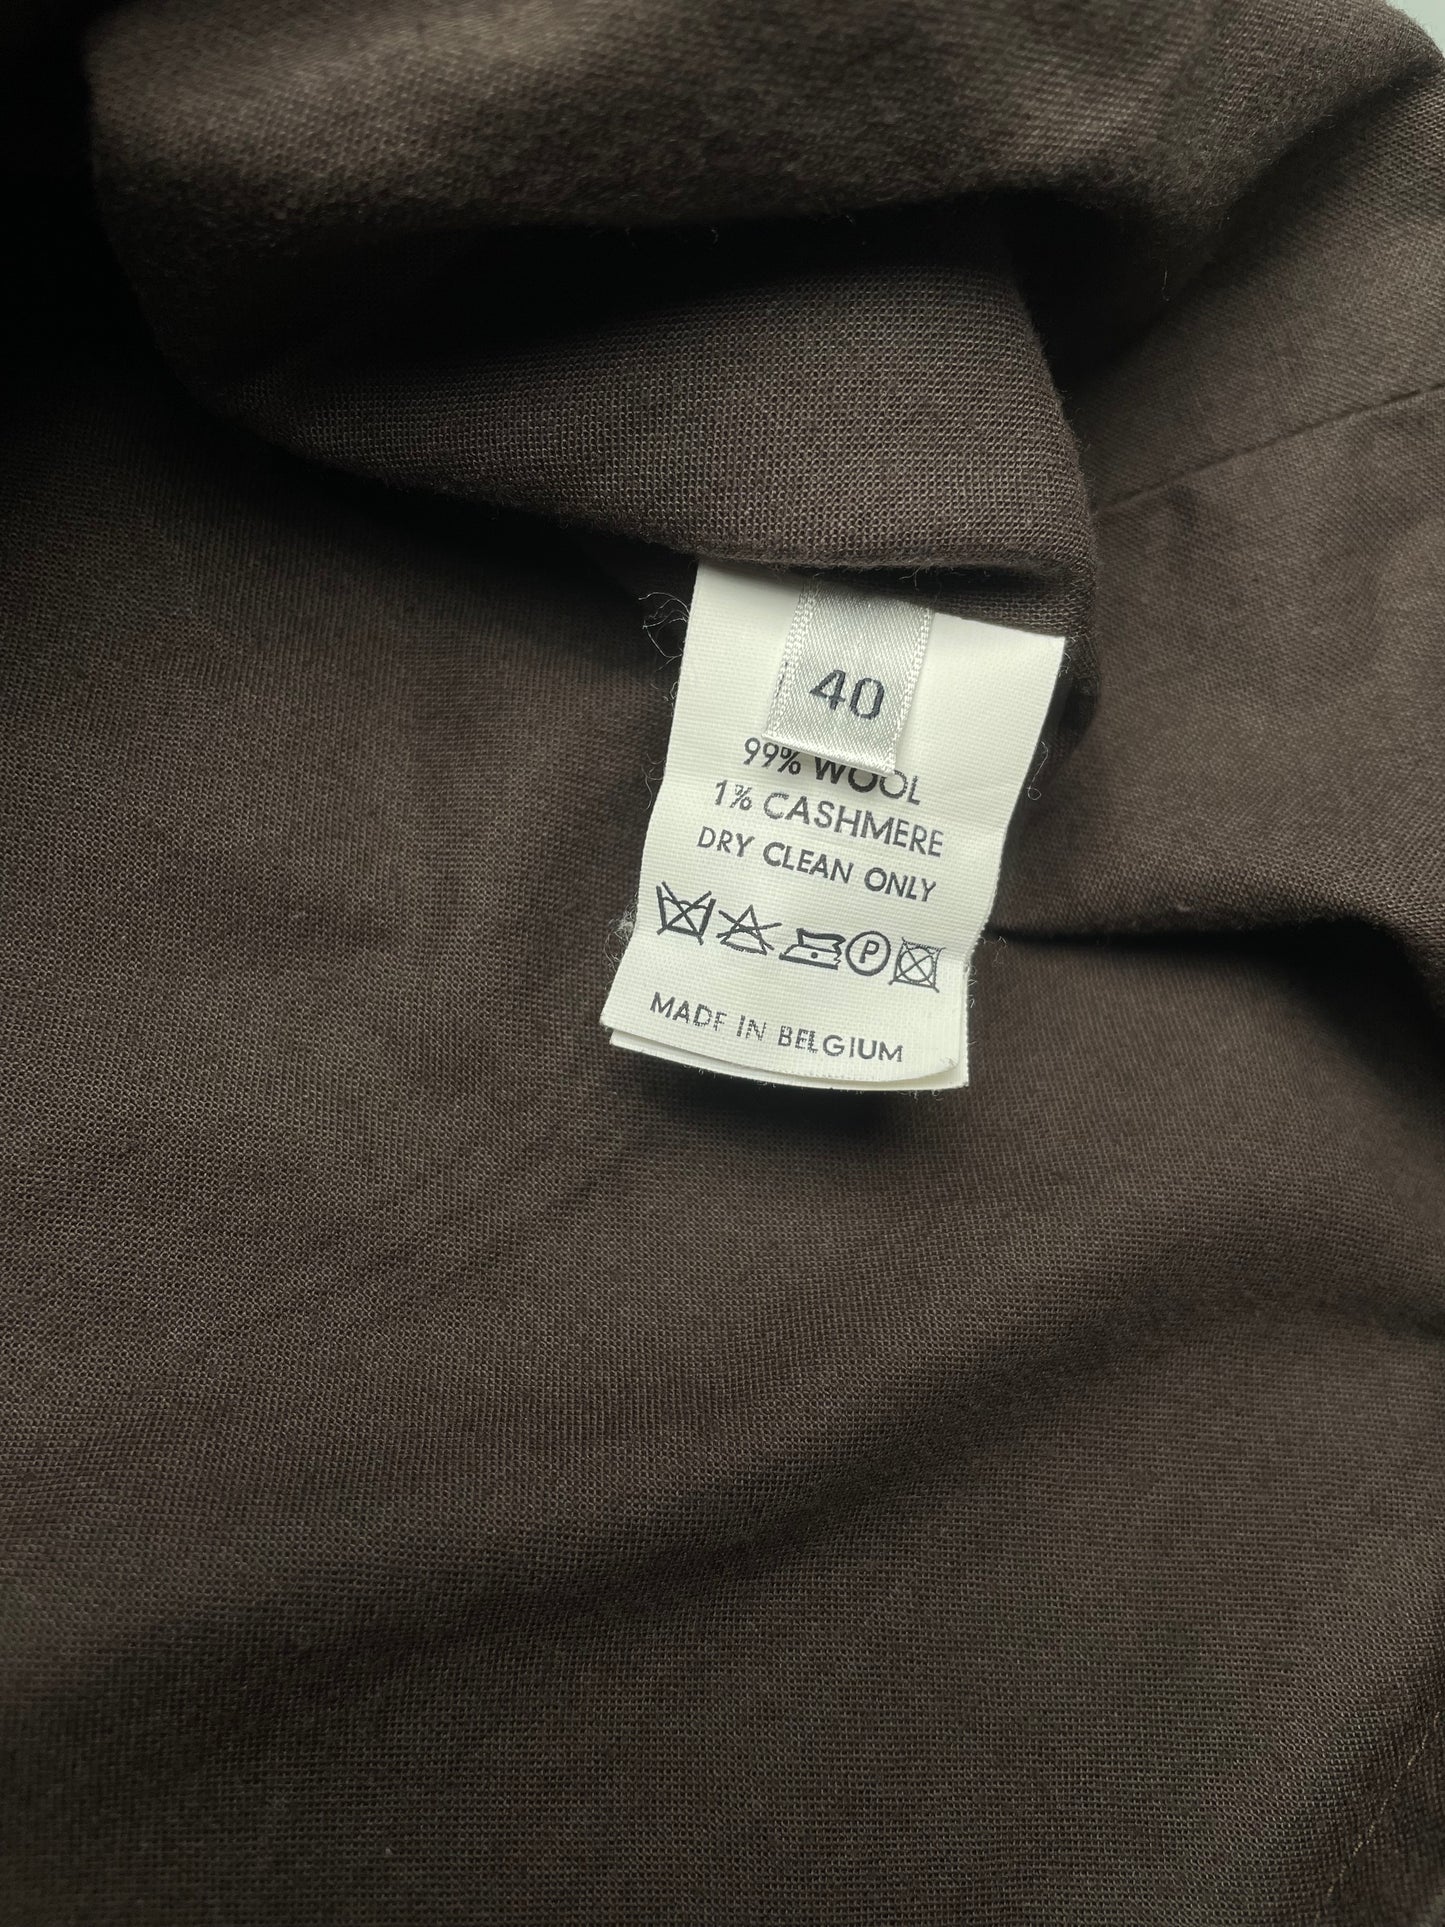 40
99% WOOL
1% CASHMERE
DRY CLEAN ONLY
P
MADE IN BELGIUM